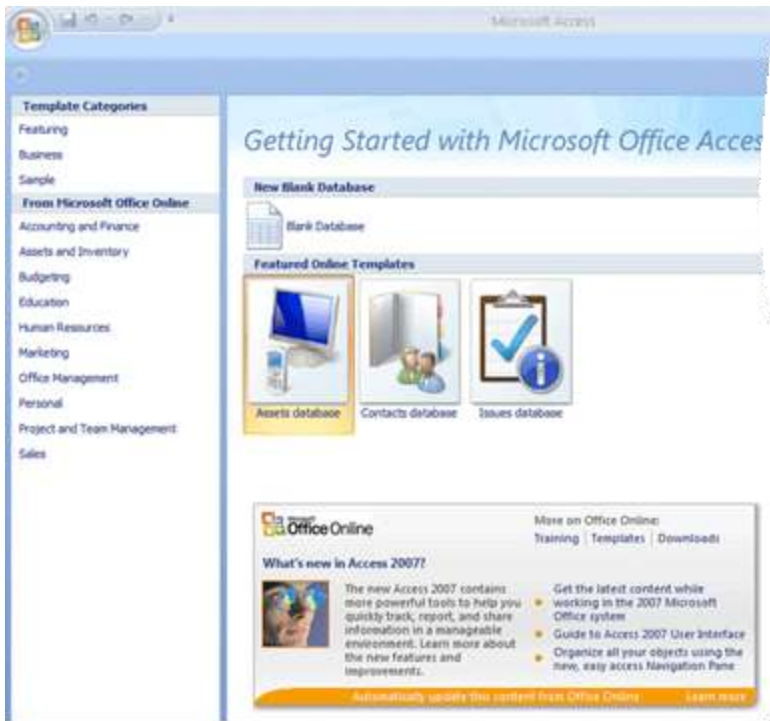 Microsoft Access
Template Categories
Featuring
Business
Sample
From Microsoft Office Online
Accounting and Finance
Assets and Inventory
Budgeting
Education
Human Resources
Marketing
Office Management
Personal
Project and Team Management
Sales
Getting Started with Microsoft Office Acces
New Blank Database
Blank Database
Featured Online Templates
Assets database
Contacts database
Issues database
Microsoft
Office Online
More on Office Online:
Training | Templates | Downloads
What's new in Access 2007?
The new Access 2007 contains
more powerful tools to help you
quickly track, report, and share
information in a manageable
environment. Learn more about
the new features and
improvements.
Get the latest content while
working in the 2007 Microsoft
Office system
Guide to Access 2007 User Interface
Organize all your objects using the
new, easy access Navigation Pane
Automatically update this content from Office Online
Learn more